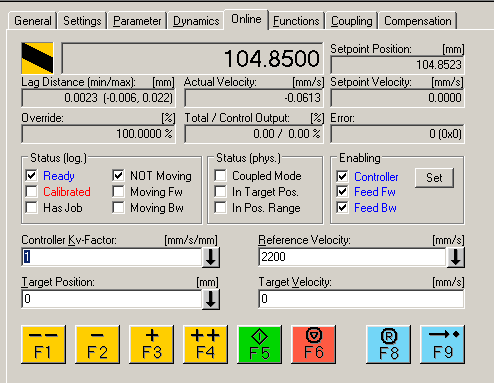 General Settings Parameter Dynamics Online Functions Coupling Compensation
104.8500
Setpoint Position: [mm]
104.8523
Lag Distance (min/max): [mm] Actual Velocity: [mm/s] Setpoint Velocity: [mm/s]
0.0023 (-0.006, 0.022) -0.0613 0.0000
Override: [%] Total / Control Output: [%] Error:
100.0000 % 0.00 / 0.00 % 0 (0x0)
Status (log.) Status (phys.) Enabling
Ready NOT Moving Coupled Mode Controller Set
Calibrated Moving Fw In Target Pos. Feed Fw
Has Job Moving Bw In Pos. Range Feed Bw
Controller Kv-Factor: [mm/s/mm] Reference Velocity: [mm/s]
1 2200
Target Position: [mm] Target Velocity: [mm/s]
0 0
-- - + ++ I R
F1 F2 F3 F4 F5 F6 F8 F9